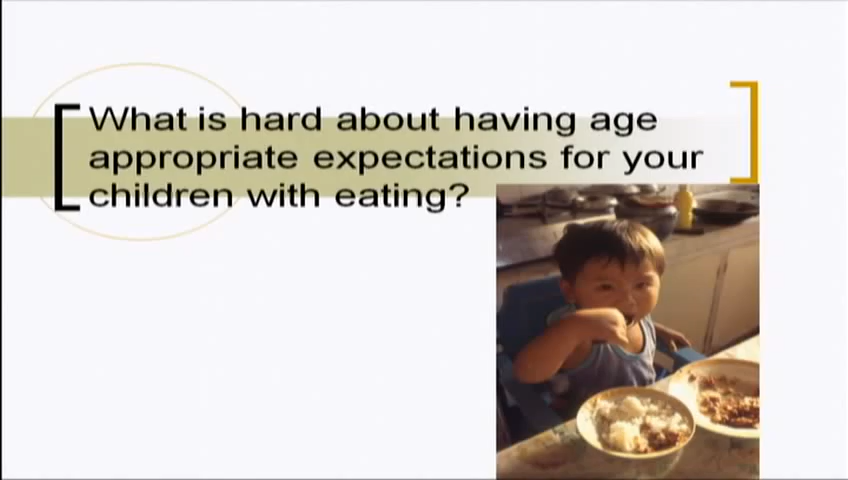 What is hard about having age
appropriate expectations for your
children with eating?